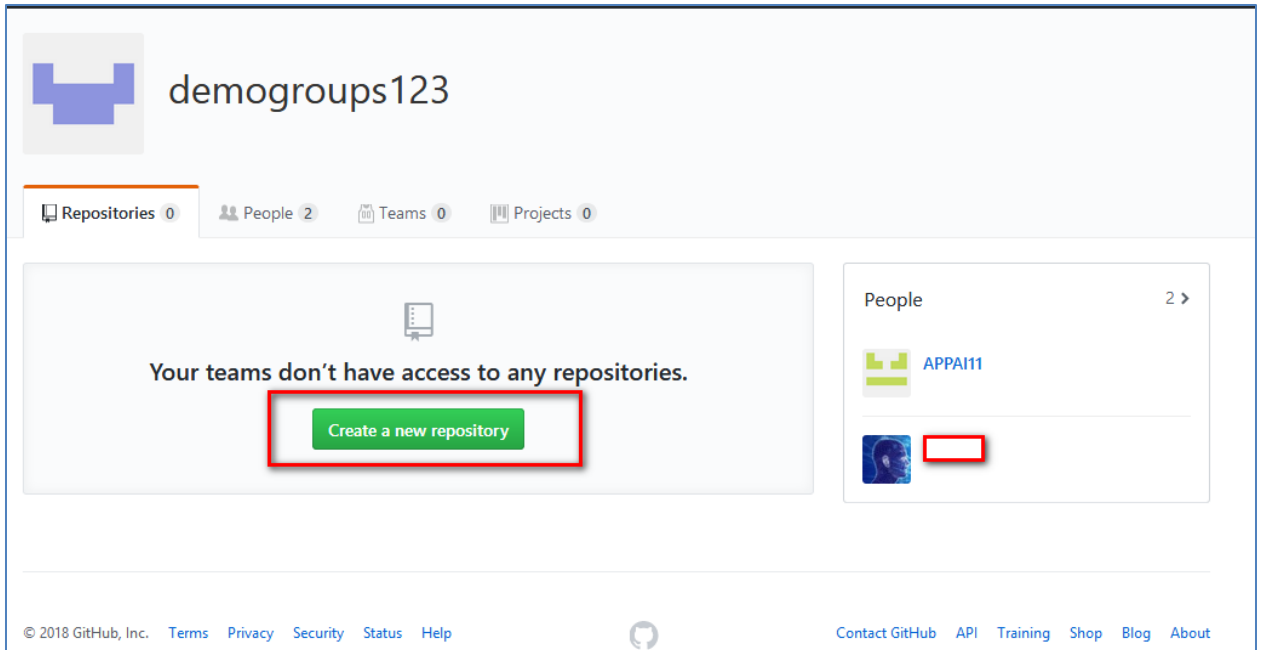 demogroups123
Repositories 0 People 2 Teams 0 Projects 0
Your teams don't have access to any repositories.
Create a new repository
People 2
APPAI11
© 2018 GitHub, Inc. Terms Privacy Security Status Help Contact GitHub API Training Shop Blog About